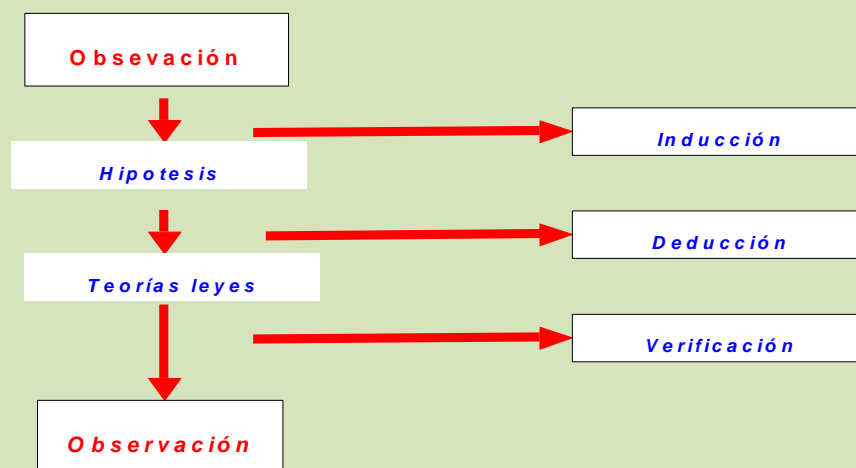 Obsevación
Inducción
Hipotesis
Deducción
Teorías leyes
Verificación
Observación